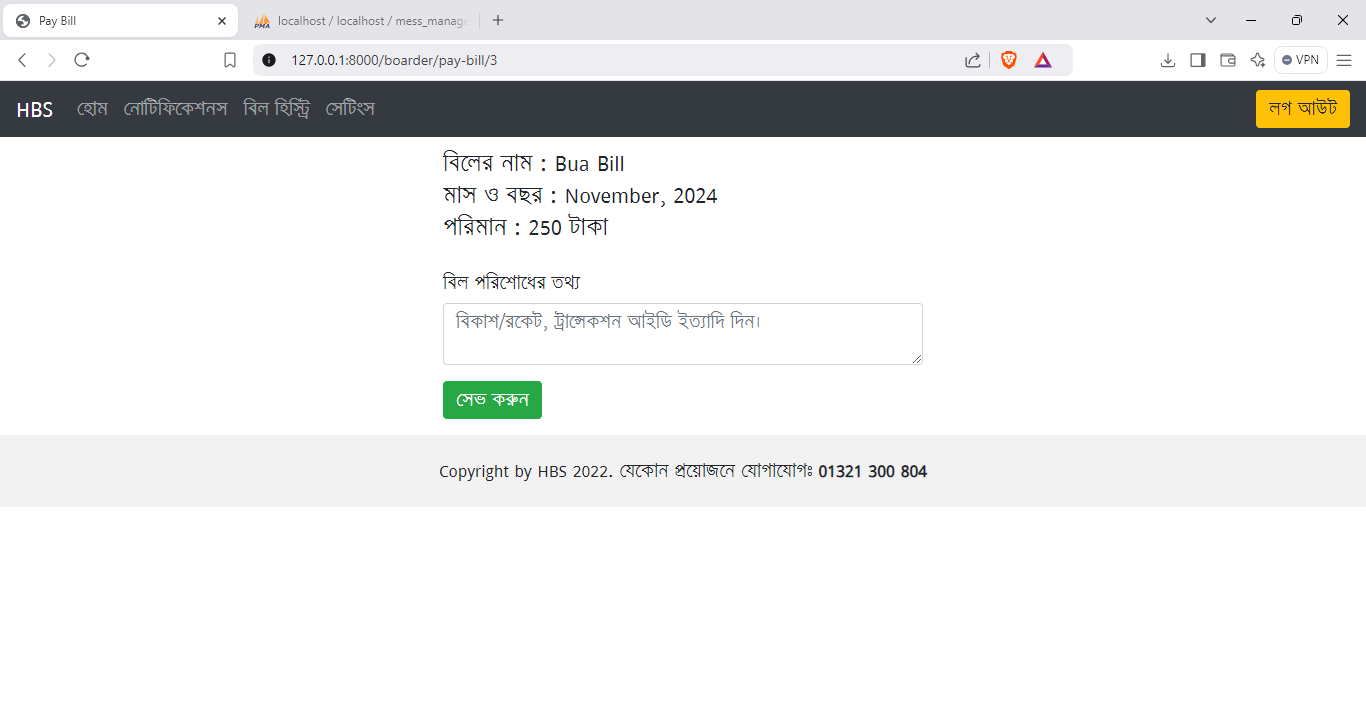 Pay Bill
localhost / localhost / mess_manage
127.0.0.1:8000/boarder/pay-bill/3
VPN
HBS হোম নোটিফিকেশনস বিল হিস্ট্রি সেটিংস লগ আউট
বিলের নাম : Bua Bill
মাস ও বছর : November, 2024
পরিমান : 250 টাকা
বিল পরিশোধের তথ্য
বিকাশ/রকেট, ট্রান্সেকশন আইডি ইত্যাদি দিন।
সেভ করুন
Copyright by HBS 2022. যেকোন প্রয়োজনে যোগাযোগঃ 01321 300 804